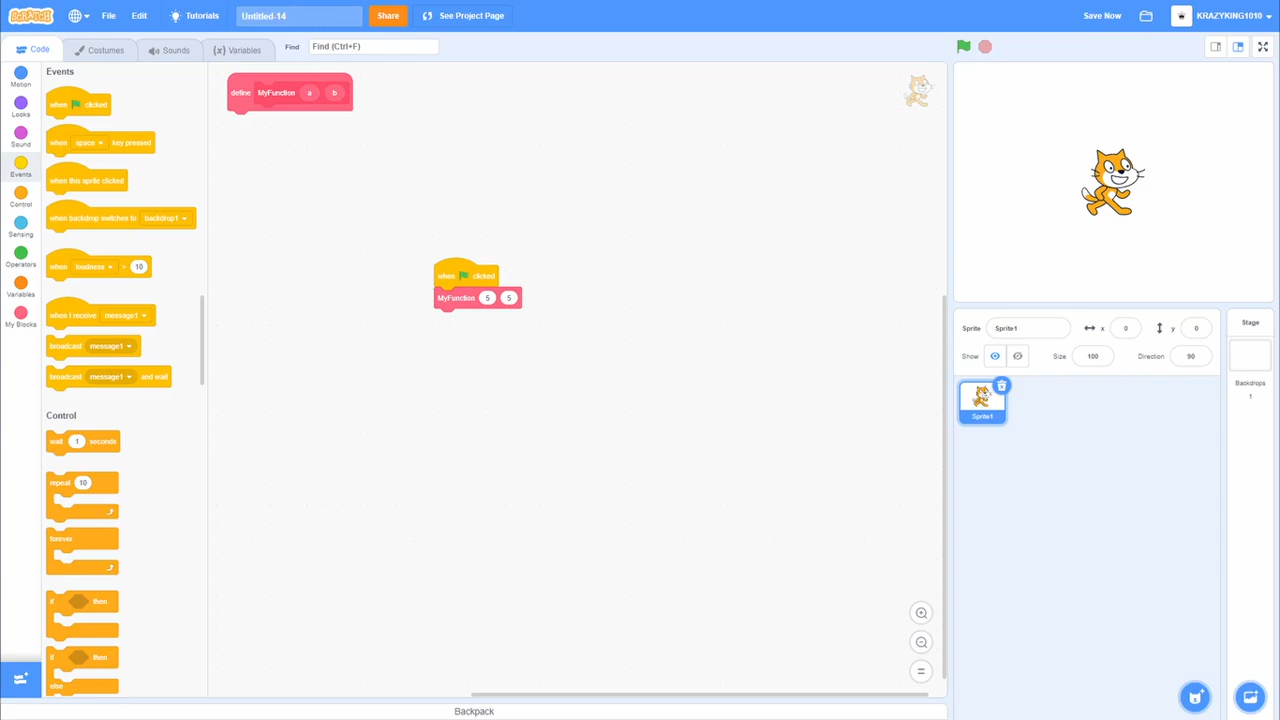 SCRATCH File Edit Tutorials Untitled-14 Share See Project Page Save Now KRAZYKING1010
Code Costumes Sounds (x) Variables Find Find (Ctrl+F)
Motion
Looks
Sound
Events
Control
Sensing
Operators
Variables
My Blocks
Events
when clicked
when space key pressed
when this sprite clicked
when backdrop switches to backdrop1
when loudness > 10
when I receive message1
broadcast message1
broadcast message1 and wait
Control
wait 1 seconds
repeat 10
forever
if then
if then
else
define MyFunction a b
when clicked
MyFunction 5 5
Sprite Sprite1 x 0 y 0
Show Size 100 Direction 90
Sprite1
Stage
Backdrops
1
Backpack